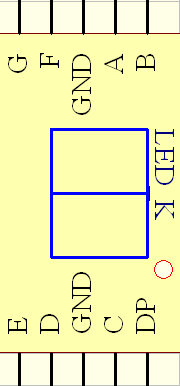 G F GND A B
LED K
E D GND C DP